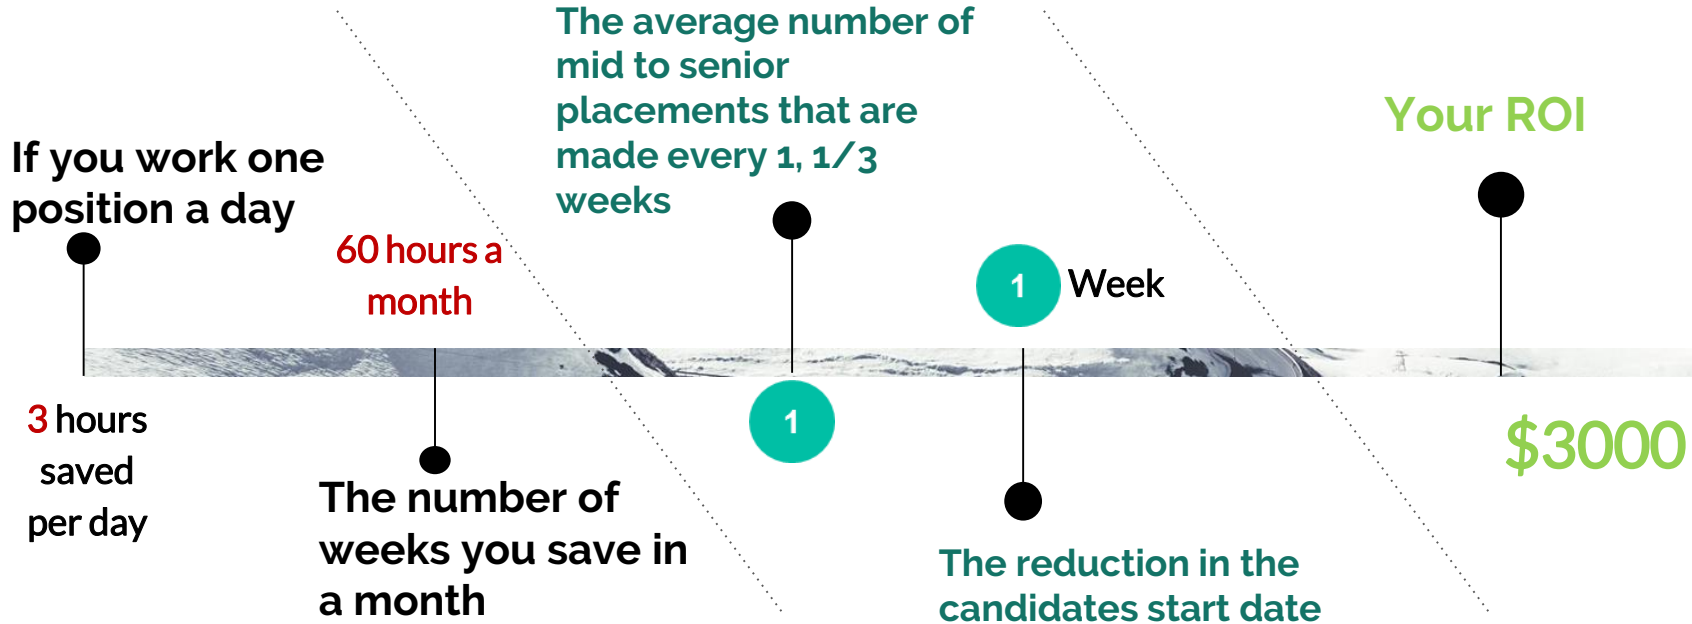 If you work one
position a day
3 hours
saved
per day
60 hours a
month
The number of
weeks you save in
a month
The average number of
mid to senior
placements that are
made every 1, 1/3
weeks
1
1 Week
The reduction in the
candidates start date
Your ROI
$3000